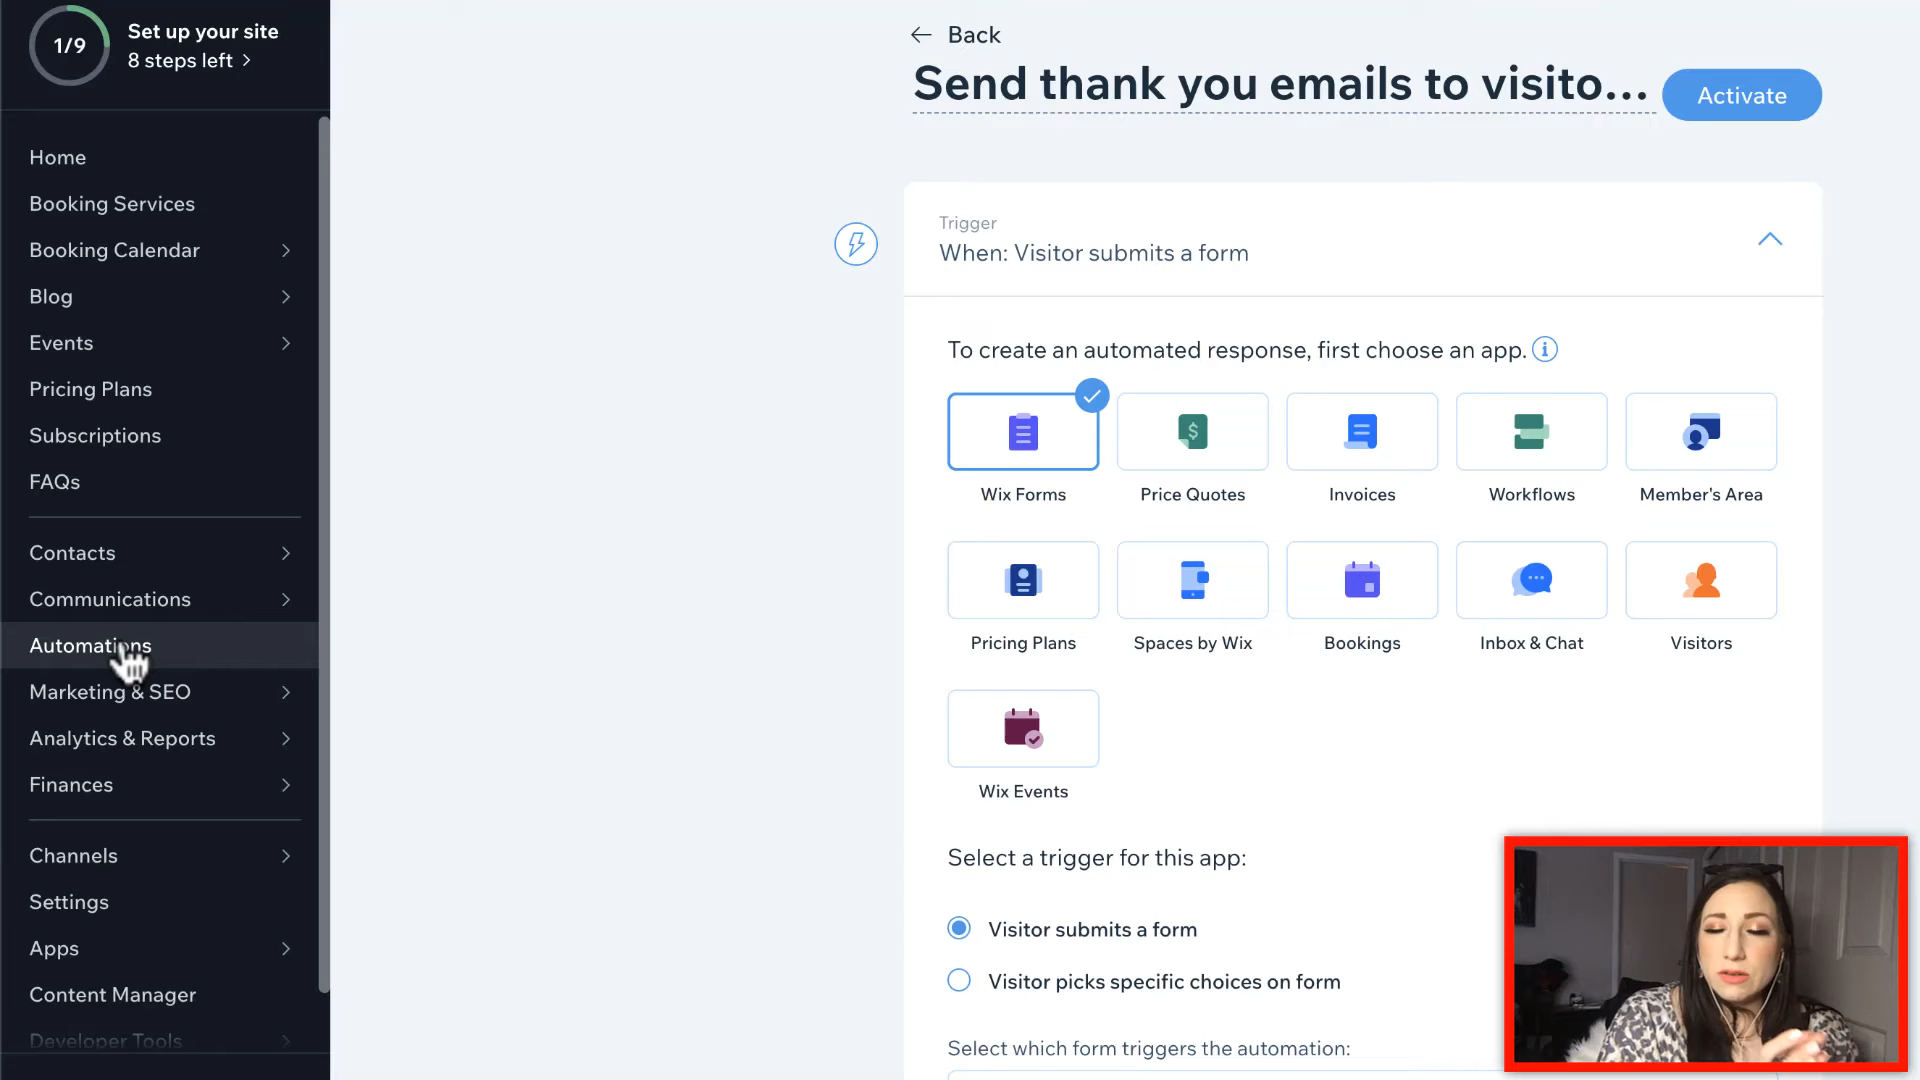 1/9
Set up your site
8 steps left >
Home
Booking Services
Booking Calendar
Blog
Events
Pricing Plans
Subscriptions
FAQs
Contacts
Communications
Automations
Marketing & SEO
Analytics & Reports
Finances
Channels
Settings
Apps
Content Manager
Developer Tools
← Back
Send thank you emails to visito...
Activate
Trigger
When: Visitor submits a form
To create an automated response, first choose an app.
Wix Forms
Price Quotes
Invoices
Workflows
Member's Area
Pricing Plans
Spaces by Wix
Bookings
Inbox & Chat
Visitors
Wix Events
Select a trigger for this app:
Visitor submits a form
Visitor picks specific choices on form
Select which form triggers the automation: